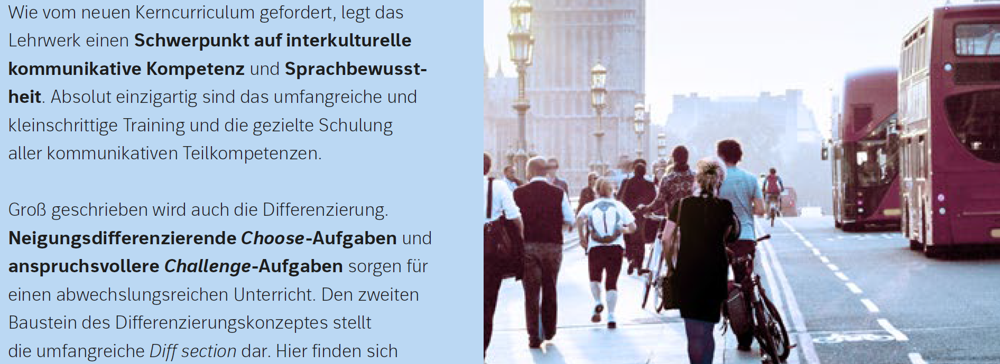 Wie vom neuen Kerncurriculum gefordert, legt das
Lehrwerk einen Schwerpunkt auf interkulturelle
kommunikative Kompetenz und Sprachbewusst-
heit. Absolut einzigartig sind das umfangreiche und
kleinschrittige Training und die gezielte Schulung
aller kommunikativen Teilkompetenzen.
Groß geschrieben wird auch die Differenzierung.
Neigungsdifferenzierende Choose-Aufgaben und
anspruchsvollere Challenge-Aufgaben sorgen für
einen abwechslungsreichen Unterricht. Den zweiten
Baustein des Differenzierungskonzeptes stellt
die umfangreiche Diff section dar. Hier finden sich